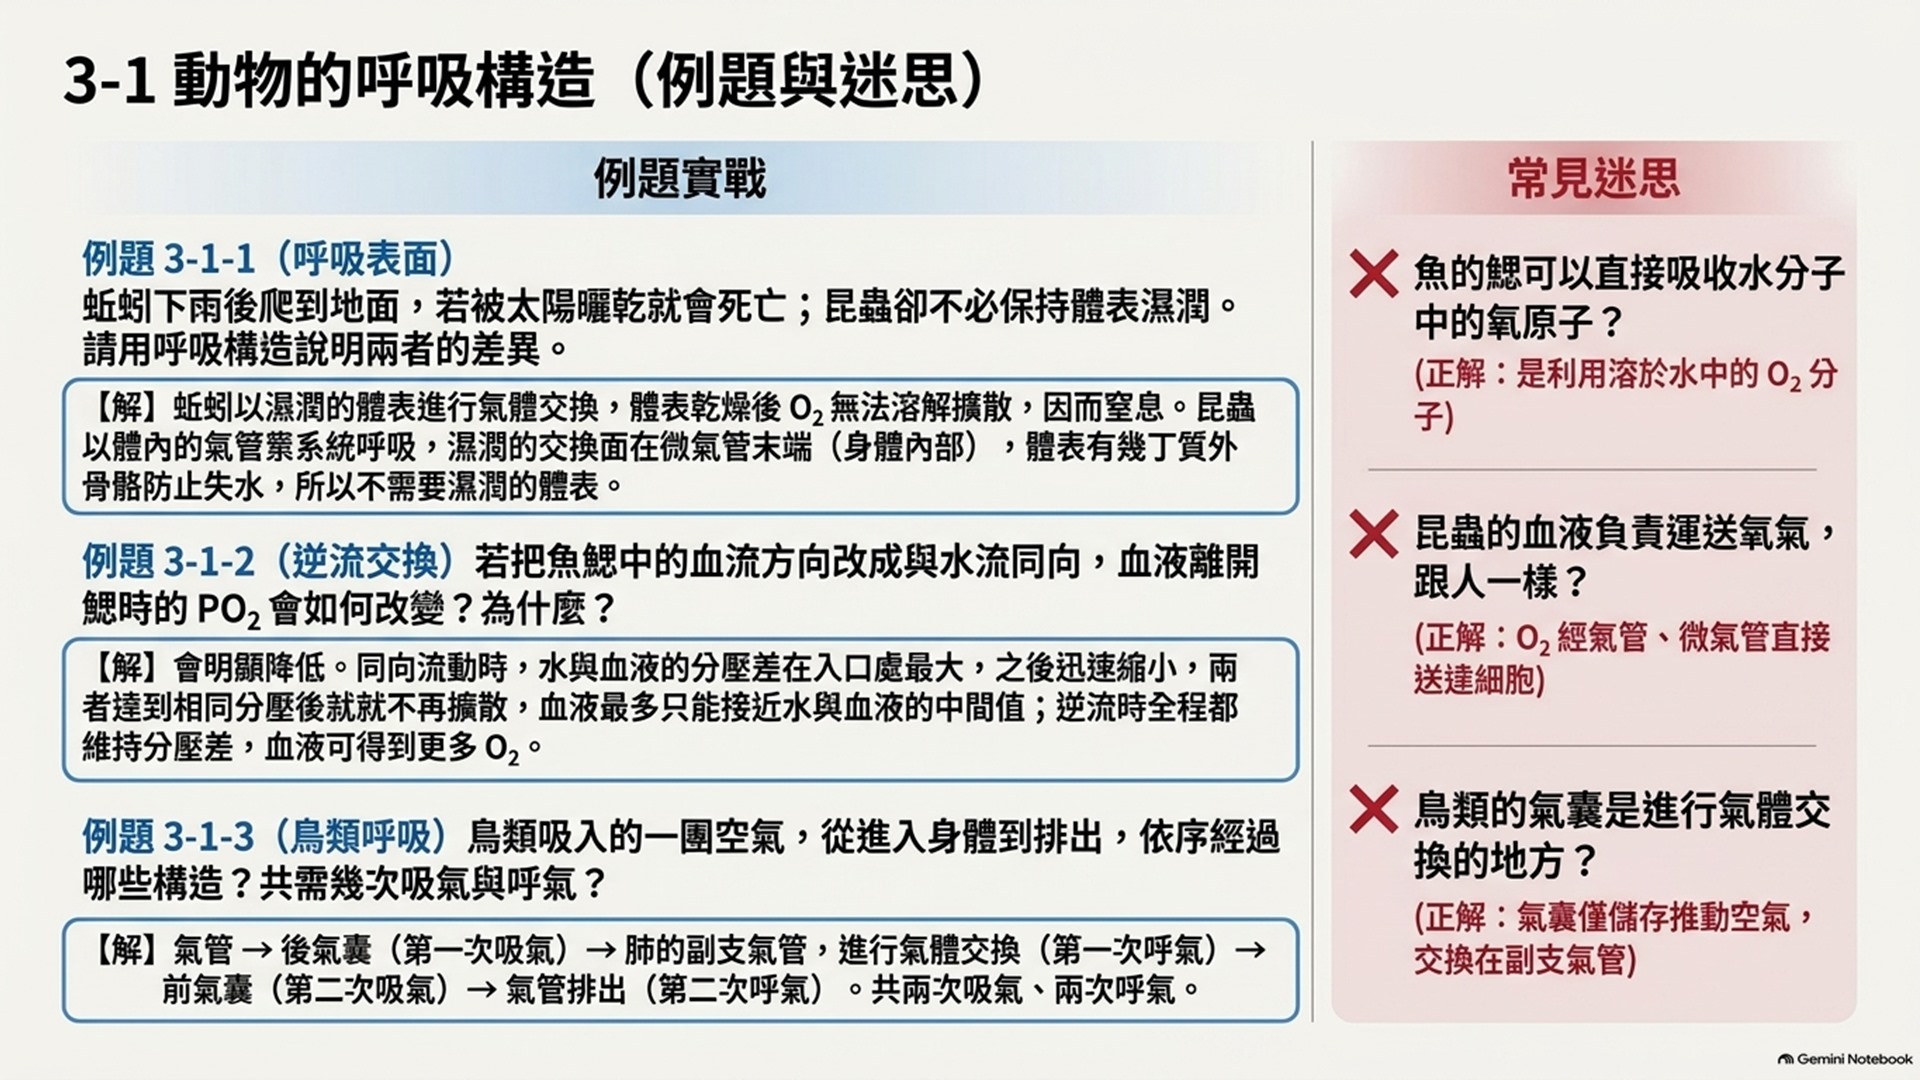 3-1 動物的呼吸構造（例題與迷思）
例題實戰
例題 3-1-1（呼吸表面）
蚯蚓下雨後爬到地面，若被太陽曬乾就會死亡；昆蟲卻不必保持體表濕潤。
請用呼吸構造說明兩者的差異。
【解】蚯蚓以濕潤的體表進行氣體交換，體表乾燥後 O₂ 無法溶解擴散，因而窒息。昆蟲
以體內的氣管系統呼吸，濕潤的交換面在微氣管末端（身體內部），體表有幾丁質外
骨骼防止失水，所以不需要濕潤的體表。
例題 3-1-2（逆流交換）若把魚鰓中的血流方向改成與水流同向，血液離開
鰓時的 PO₂ 會如何改變？為什麼？
【解】會明顯降低。同向流動時，水與血液的分壓差在入口處最大，之後迅速縮小，兩
者達到相同分壓後就就不再擴散，血液最多只能接近水與血液的中間值；逆流時全程都
維持分壓差，血液可得到更多 O₂。
例題 3-1-3（鳥類呼吸）鳥類吸入的一團空氣，從進入身體到排出，依序經過
哪些構造？共需幾次吸氣與呼氣？
【解】氣管 → 後氣囊（第一次吸氣）→ 肺的副支氣管，進行氣體交換（第一次呼氣）→
前氣囊（第二次吸氣）→ 氣管排出（第二次呼氣）。共兩次吸氣、兩次呼氣。
常見迷思
魚的鰓可以直接吸收水分子
中的氧原子？
(正解：是利用溶於水中的 O₂ 分
子)
昆蟲的血液負責運送氧氣，
跟人一樣？
(正解：O₂ 經氣管、微氣管直接
送達細胞)
鳥類的氣囊是進行氣體交
換的地方？
(正解：氣囊僅儲存推動空氣，
交換在副支氣管)
Gemini Notebook